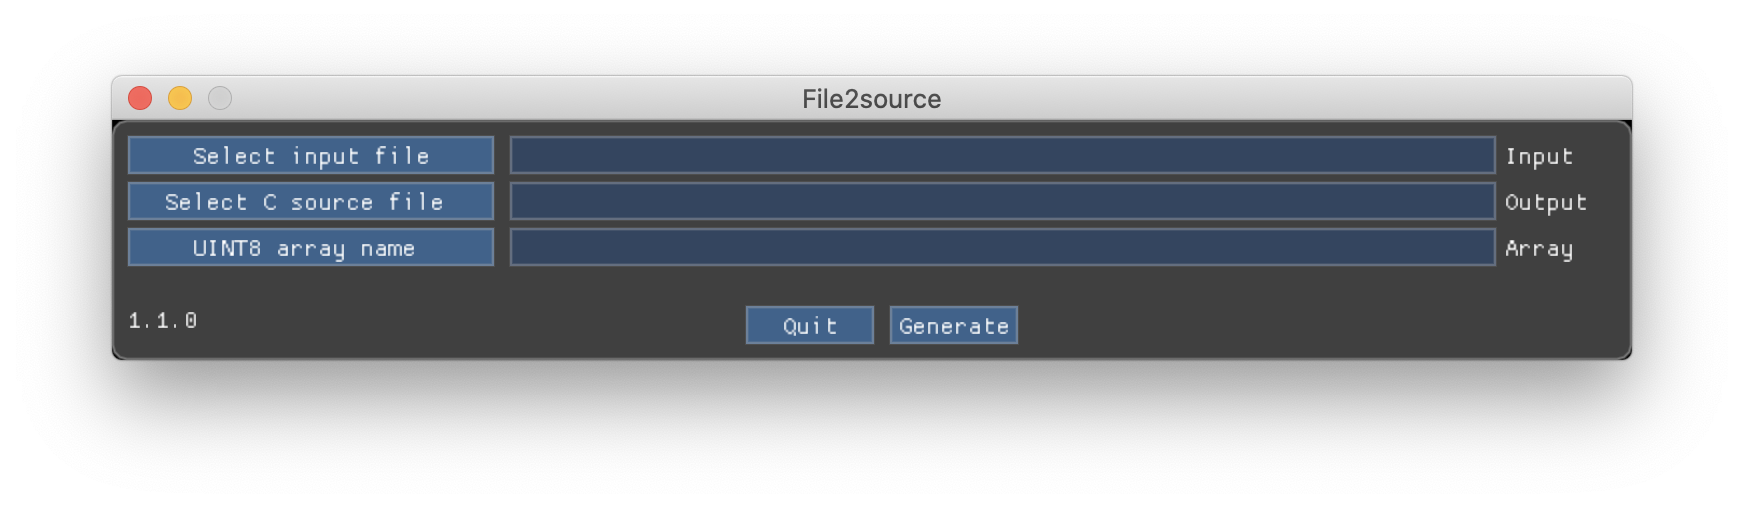 File2source
Select input file Input
Select C source file Output
UINT8 array name Array
1.1.0 Quit Generate